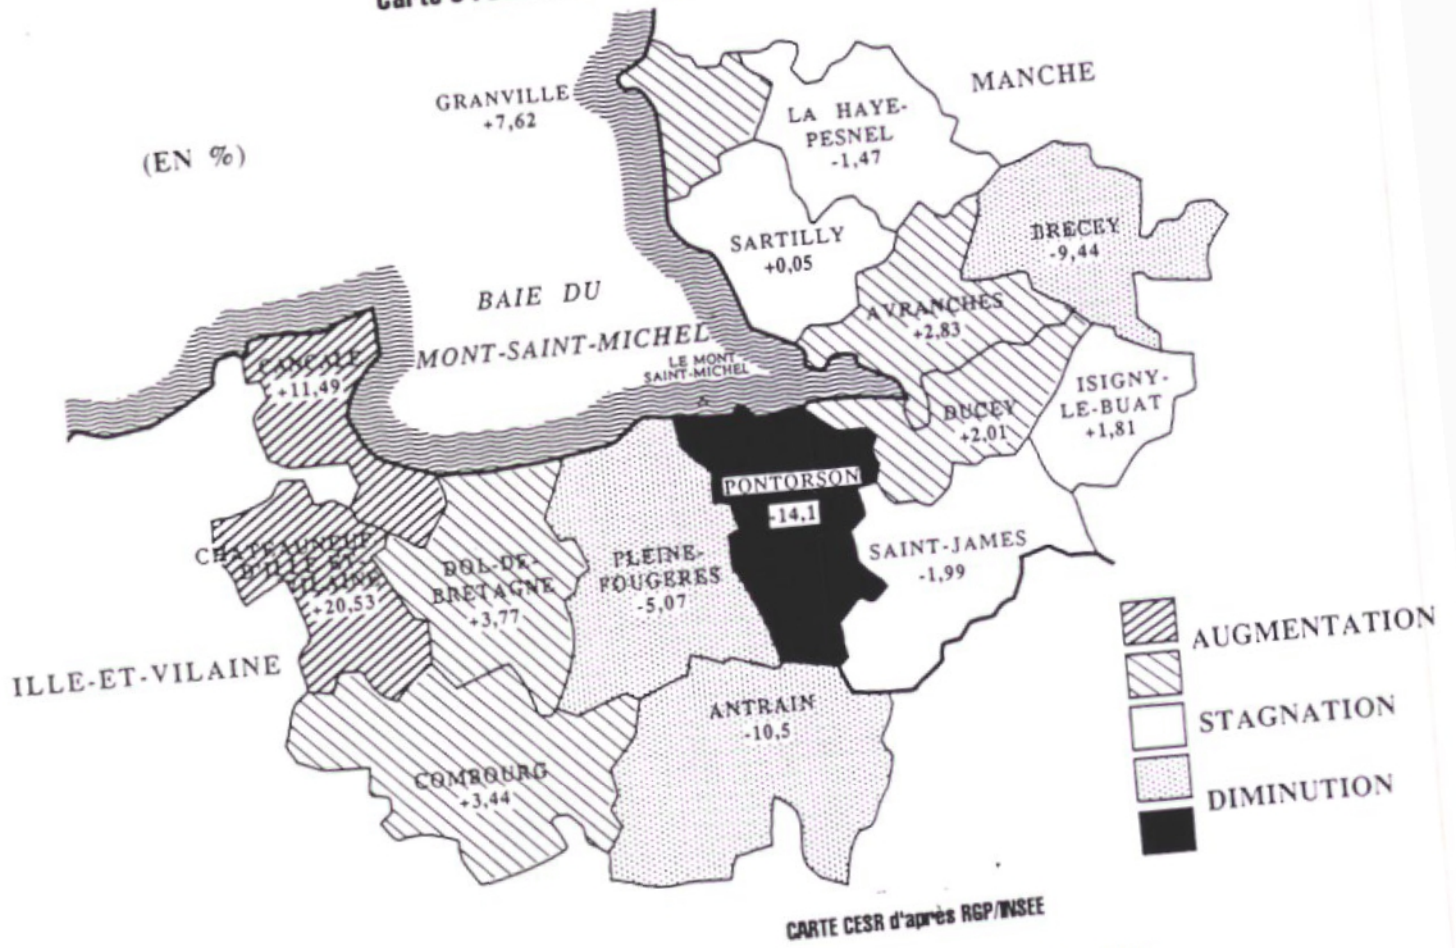 GRANVILLE
+7,62
MANCHE
(EN %)
LA HAYE-
PESNEL
-1,47
SARTILLY
+0,05
BRECEY
-9,44
BAIE DU
MONT-SAINT-MICHEL
LE MONT
SAINT-MICHEL
AVRANCHES
+2,83
CANCALE
+11,49
ISIGNY-
LE-BUAT
+1,81
DUCEY
+2,01
PONTORSON
-14,1
SAINT-JAMES
-1,99
CHATEAUNEUF
D'ILLE-ET-
VILAINE
+20,53
DOL-DE-
BRETAGNE
+3,77
PLEINE-
FOUGERES
-5,07
ILLE-ET-VILAINE
ANTRAIN
-10,5
COMBOURG
+3,44
AUGMENTATION
STAGNATION
DIMINUTION
CARTE CESR d'après RGP/INSEE